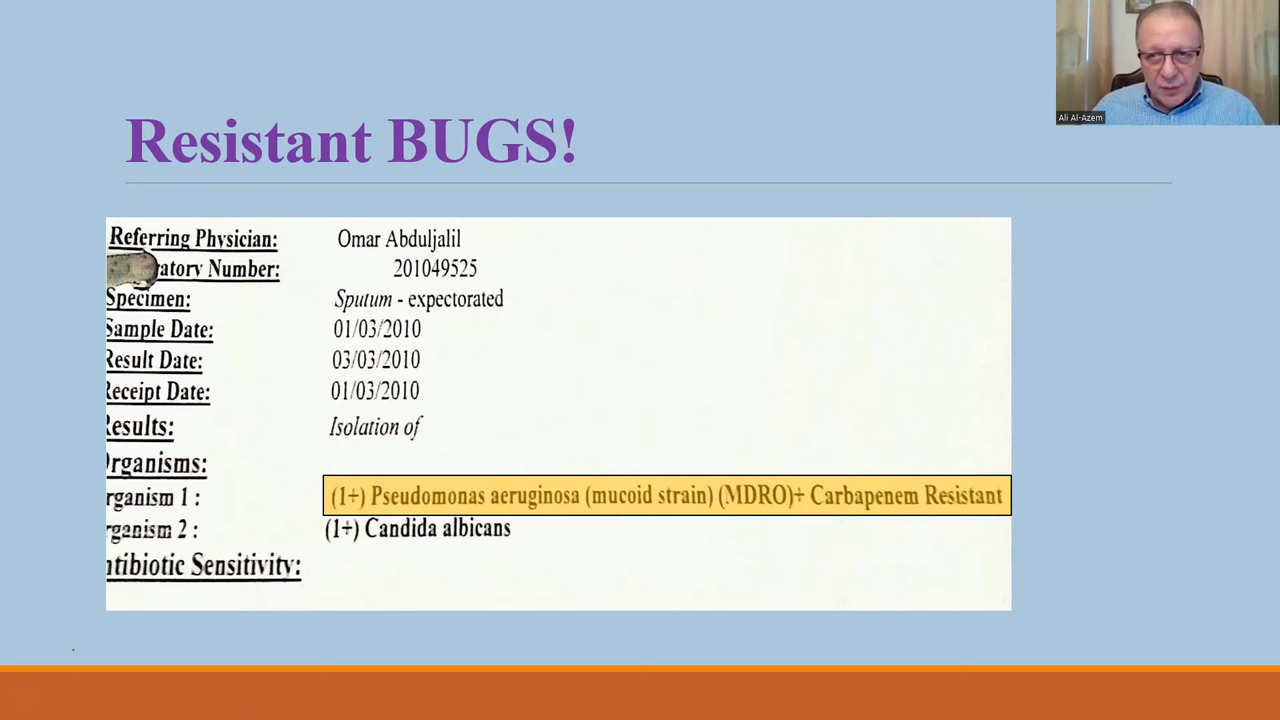 Ali Al-Azem
Resistant BUGS!
Referring Physician: Omar Abduljalil
ratory Number: 201049525
Specimen: Sputum - expectorated
Sample Date: 01/03/2010
Result Date: 03/03/2010
Receipt Date: 01/03/2010
Results: Isolation of
Organisms:
rganism 1 : (1+) Pseudomonas aeruginosa (mucoid strain) (MDRO)+ Carbapenem Resistant
rganism 2 : (1+) Candida albicans
ntibiotic Sensitivity: